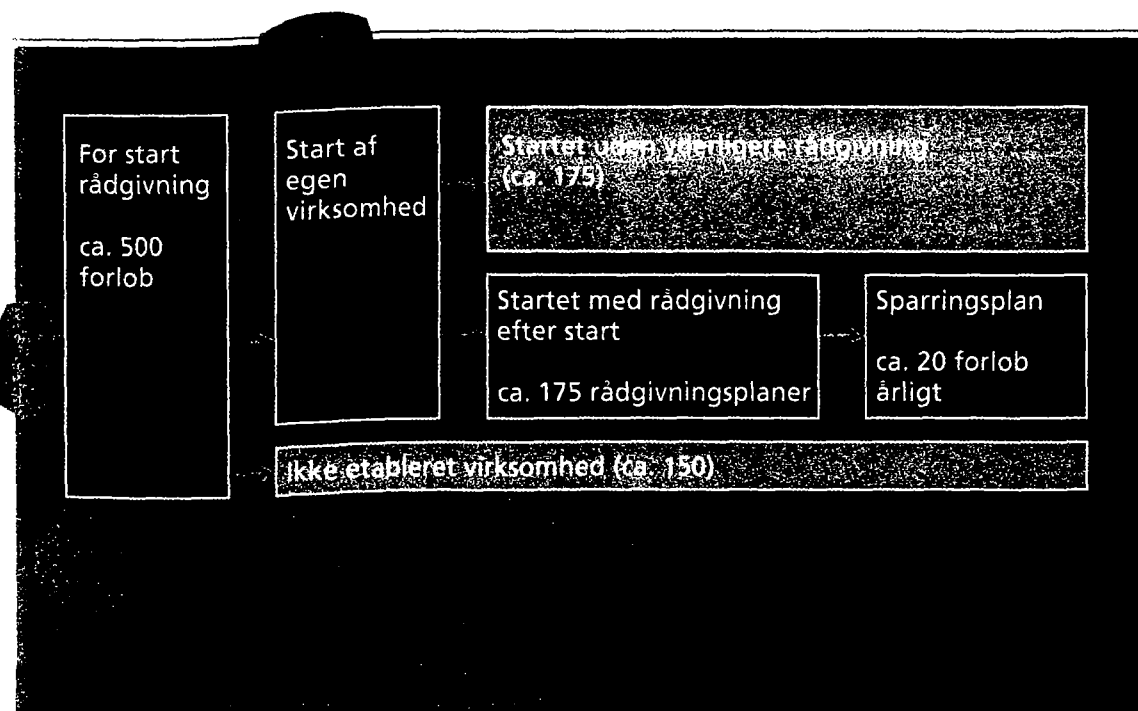 For start
rådgivning
ca. 500
forlob
Start af
egen
virksomhed
Startet uden yderligere rådgivning
(ca. 175)
Startet med rådgivning
efter start
ca. 175 rådgivningsplaner
Sparringsplan
ca. 20 forlob
årligt
Ikke etableret virksomhed (ca. 150)